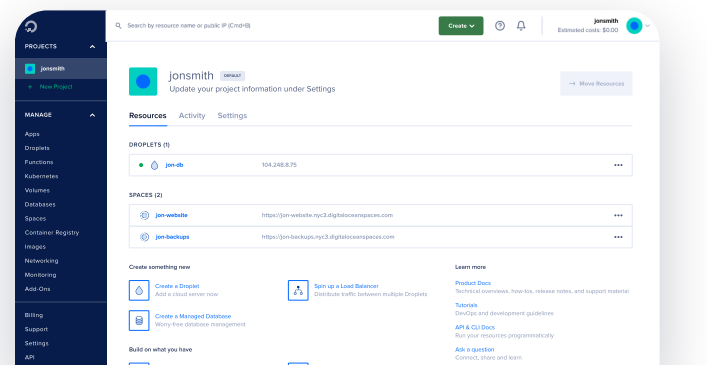 Search by resource name or public IP (Cmd+B)
Create
jonsmith
Estimated costs: $0.00
PROJECTS
jonsmith
+ New Project
MANAGE
Apps
Droplets
Functions
Kubernetes
Volumes
Databases
Spaces
Container Registry
Images
Networking
Monitoring
Add-Ons
Billing
Support
Settings
API
jonsmith DEFAULT
Update your project information under Settings
→ Move Resources
Resources Activity Settings
DROPLETS (1)
jon-db 104.248.8.75
SPACES (2)
jon-website https://jon-website.nyc3.digitaloceanspaces.com
jon-backups https://jon-backups.nyc3.digitaloceanspaces.com
Create something new
Create a Droplet
Add a cloud server now
Spin up a Load Balancer
Distribute traffic between multiple Droplets
Create a Managed Database
Worry-free database management
Build on what you have
Learn more
Product Docs
Technical overviews, how-tos, release notes, and support material
Tutorials
DevOps and development guidelines
API & CLI Docs
Run your resources programmatically
Ask a question
Connect, share and learn